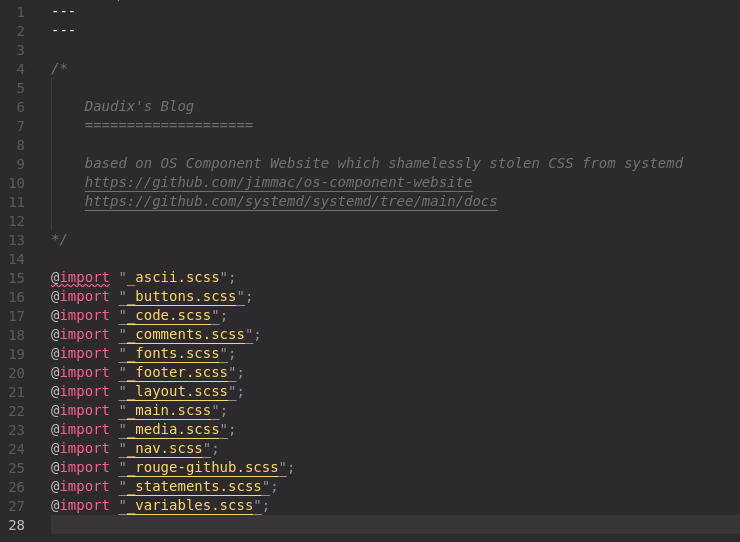 1 ---
2 ---
3
4 /*
5
6 Daudix's Blog
7 ====================
8
9 based on OS Component Website which shamelessly stolen CSS from systemd
10 https://github.com/jimmac/os-component-website
11 https://github.com/systemd/systemd/tree/main/docs
12
13 */
14
15 @import "_ascii.scss";
16 @import "_buttons.scss";
17 @import "_code.scss";
18 @import "_comments.scss";
19 @import "_fonts.scss";
20 @import "_footer.scss";
21 @import "_layout.scss";
22 @import "_main.scss";
23 @import "_media.scss";
24 @import "_nav.scss";
25 @import "_rouge-github.scss";
26 @import "_statements.scss";
27 @import "_variables.scss";
28